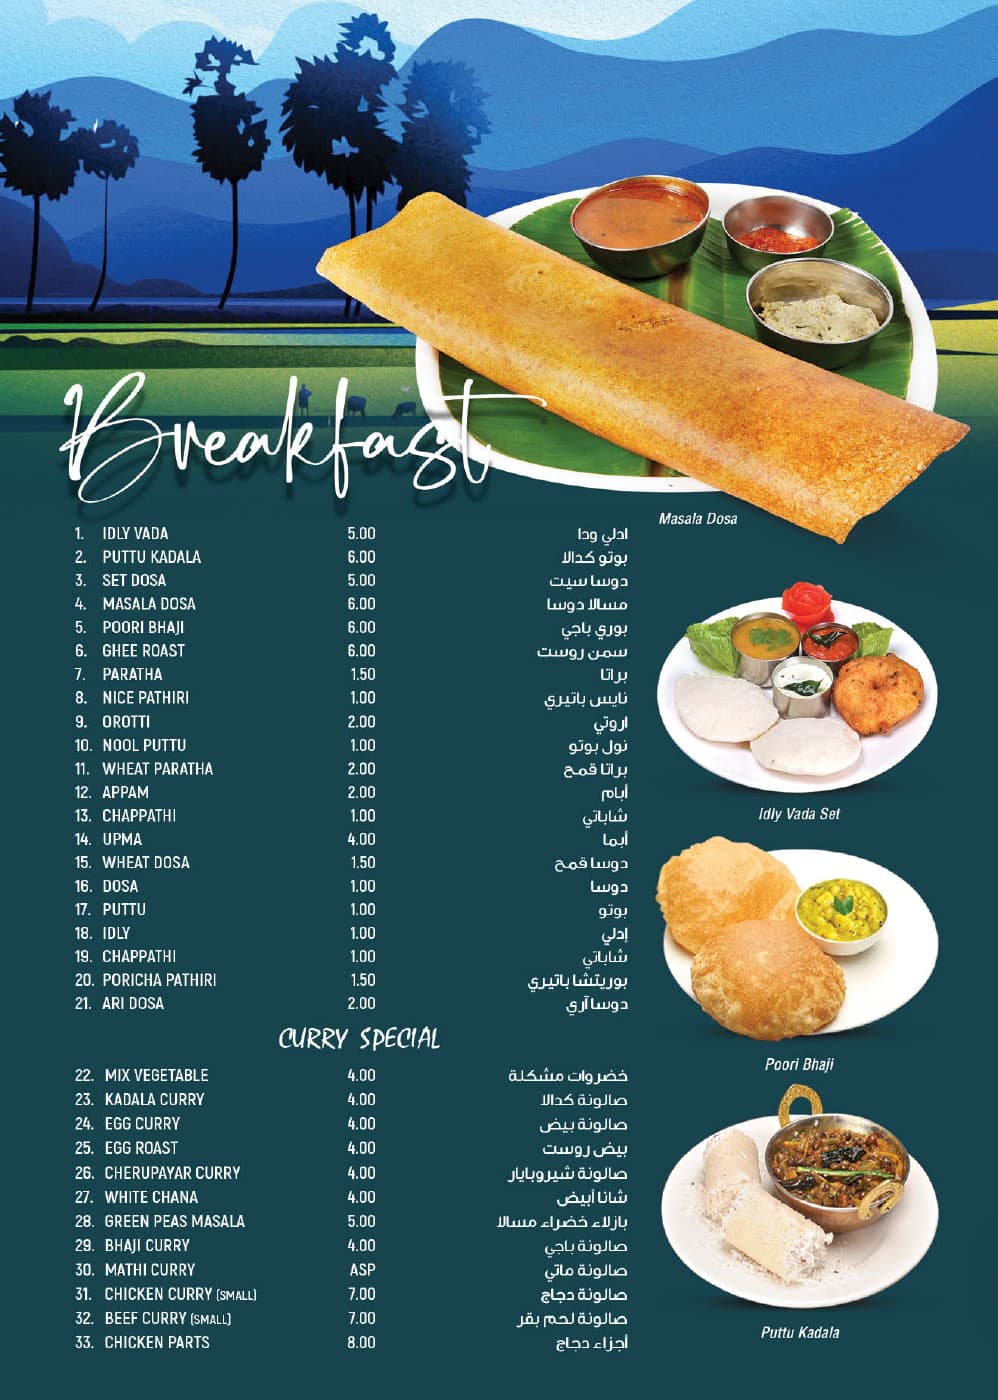 Breakfast
Masala Dosa
1. IDLY VADA 5.00 ادلي ودا
2. PUTTU KADALA 6.00 بوتو كدالا
3. SET DOSA 5.00 دوسا سيت
4. MASALA DOSA 6.00 مسالا دوسا
5. POORI BHAJI 6.00 بوري باجي
6. GHEE ROAST 6.00 سمن روست
7. PARATHA 1.50 براتا
8. NICE PATHIRI 1.00 نايس باتيري
9. OROTTI 2.00 اروتي
10. NOOL PUTTU 1.00 نول بوتو
11. WHEAT PARATHA 2.00 براتا قمح
12. APPAM 2.00 أبام
13. CHAPPATHI 1.00 شاباتي
14. UPMA 4.00 أبما
15. WHEAT DOSA 1.50 دوسا قمح
16. DOSA 1.00 دوسا
17. PUTTU 1.00 بوتو
18. IDLY 1.00 إدلي
19. CHAPPATHI 1.00 شاباتي
20. PORICHA PATHIRI 1.50 بوريتشا باتيري
21. ARI DOSA 2.00 دوسا آري
Idly Vada Set
Poori Bhaji
CURRY SPECIAL
22. MIX VEGETABLE 4.00 خضروات مشكلة
23. KADALA CURRY 4.00 صالونة كدالا
24. EGG CURRY 4.00 صالونة بيض
25. EGG ROAST 4.00 بيض روست
26. CHERUPAYAR CURRY 4.00 صالونة شيروبايار
27. WHITE CHANA 4.00 شانا أبيض
28. GREEN PEAS MASALA 5.00 بازلاء خضراء مسالا
29. BHAJI CURRY 4.00 صالونة باجي
30. MATHI CURRY ASP صالونة ماتي
31. CHICKEN CURRY (SMALL) 7.00 صالونة دجاج
32. BEEF CURRY (SMALL) 7.00 صالونة لحم بقر
33. CHICKEN PARTS 8.00 أجزاء دجاج
Puttu Kadala